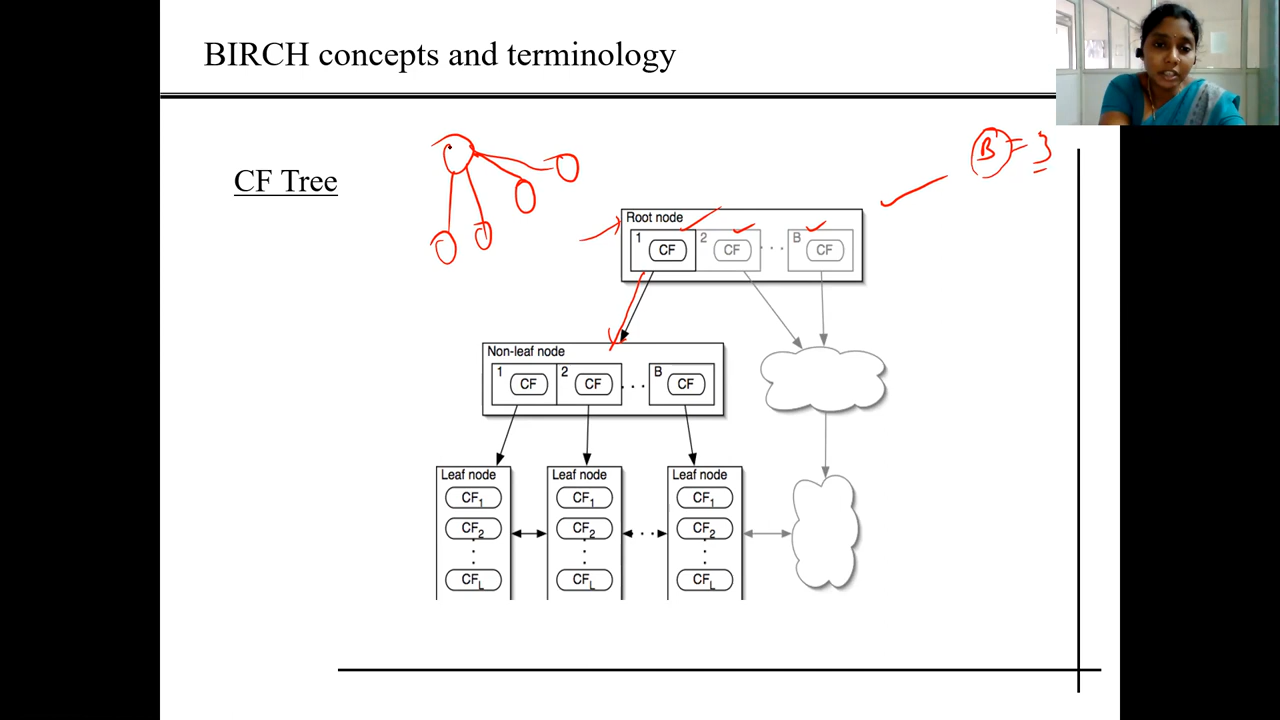 BIRCH concepts and terminology
B = 3
CF Tree
Root node
1 CF 2 CF ... B CF
Non-leaf node
1 CF 2 CF ... B CF
Leaf node Leaf node Leaf node
CF1 CF1 CF1
CF2 CF2 CF2
CFL CFL CFL